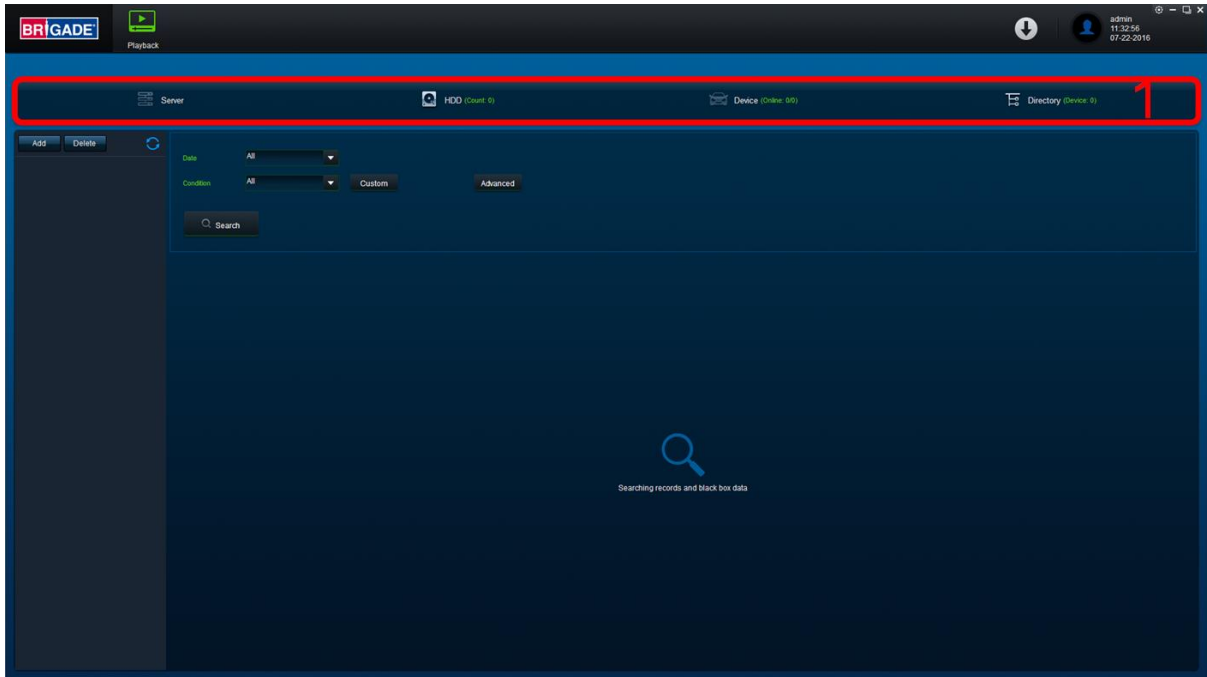 BRIGADE
Playback
admin
11:32:56
07-22-2016
Server
HDD (Count: 0)
Device (Online: 0/0)
Directory (Device: 0)
1
Add
Delete
Date
All
Condition
All
Custom
Advanced
Search
Searching records and black box data